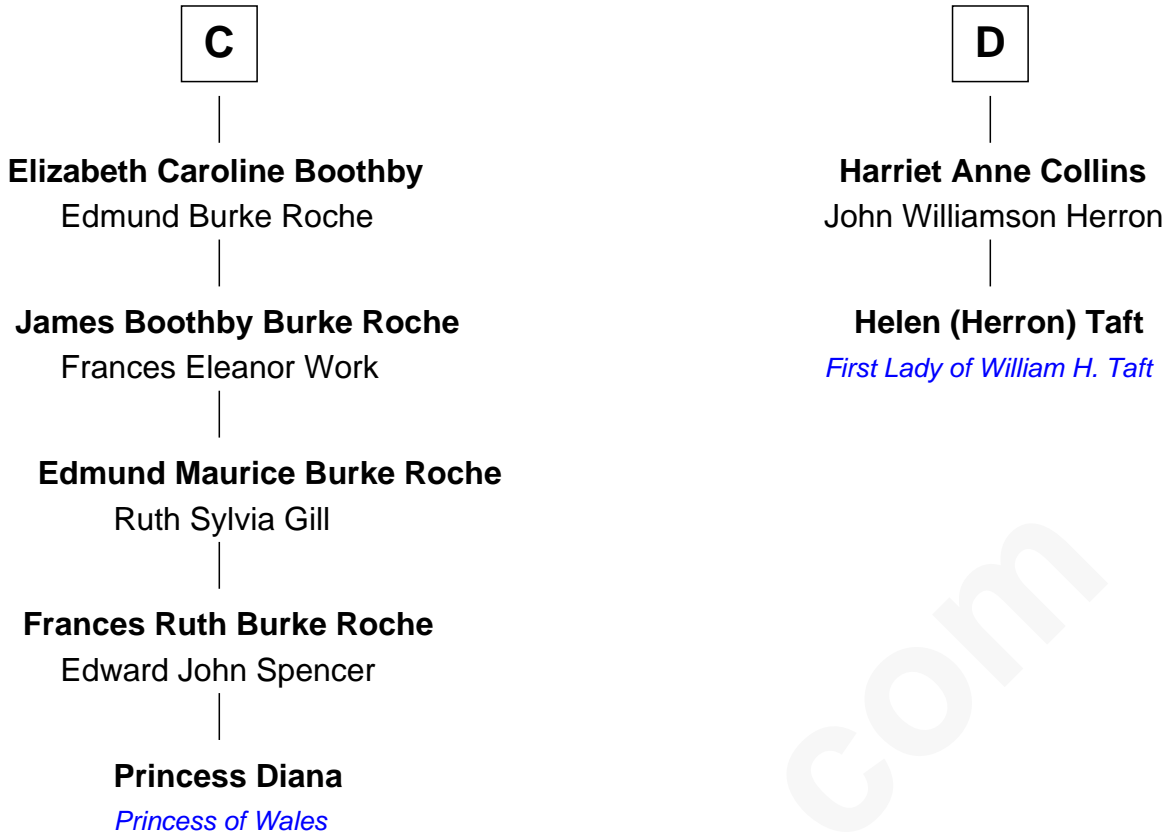 C
Elizabeth Caroline Boothby
Edmund Burke Roche
James Boothby Burke Roche
Frances Eleanor Work
Edmund Maurice Burke Roche
Ruth Sylvia Gill
Frances Ruth Burke Roche
Edward John Spencer
Princess Diana
Princess of Wales
D
Harriet Anne Collins
John Williamson Herron
Helen (Herron) Taft
First Lady of William H. Taft
com